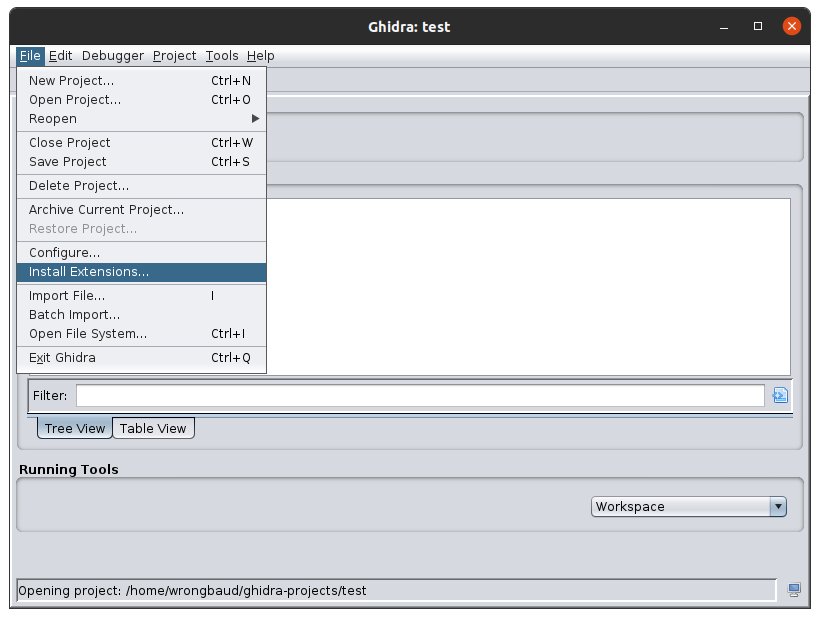 Ghidra: test
File Edit Debugger Project Tools Help
New Project... Ctrl+N
Open Project... Ctrl+O
Reopen
Close Project Ctrl+W
Save Project Ctrl+S
Delete Project...
Archive Current Project...
Restore Project...
Configure...
Install Extensions...
Import File... I
Batch Import...
Open File System... Ctrl+I
Exit Ghidra Ctrl+Q
Filter:
Tree View Table View
Running Tools
Workspace
Opening project: /home/wrongbaud/ghidra-projects/test